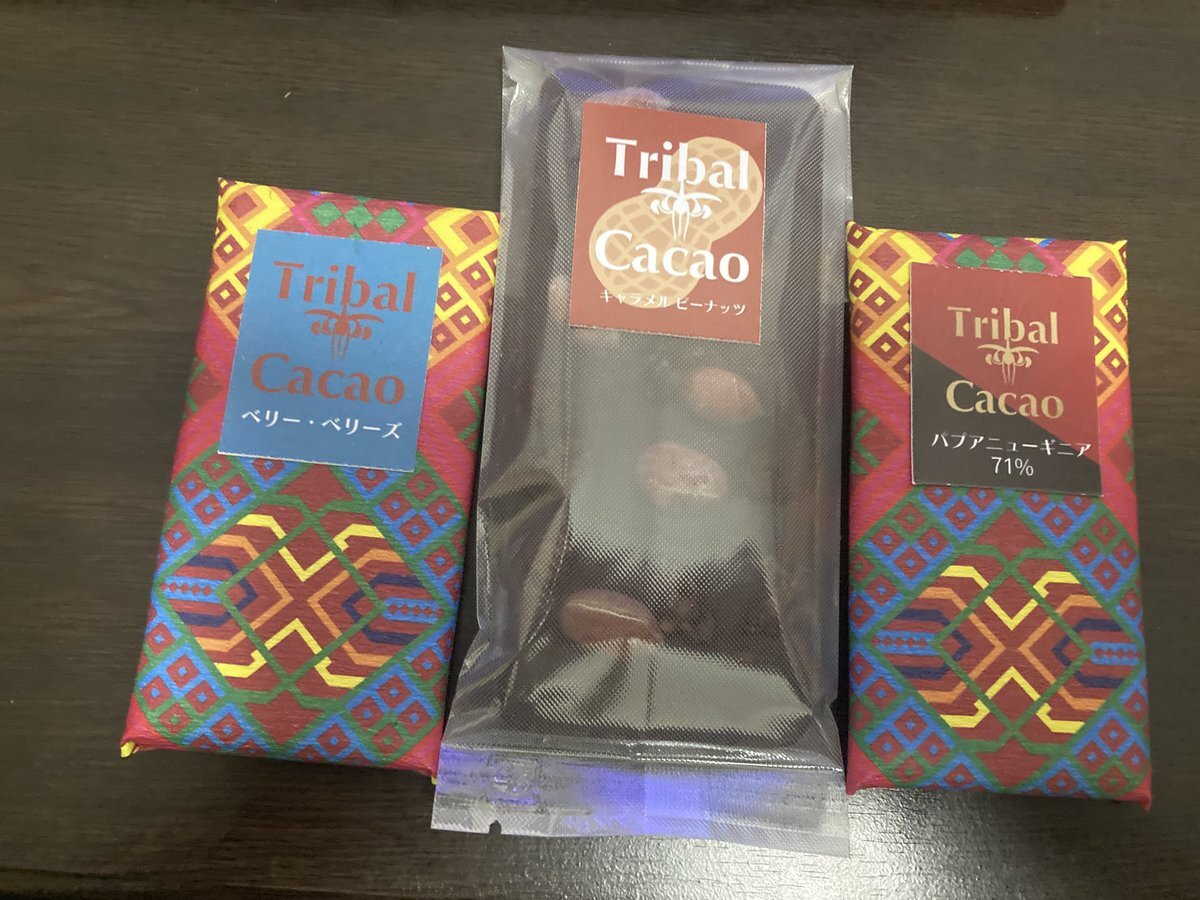 Tribal
Cacao
ベリー・ベリーズ
Tribal
Cacao
キャラメル ピーナッツ
Tribal
Cacao
パプアニューギニア
71%